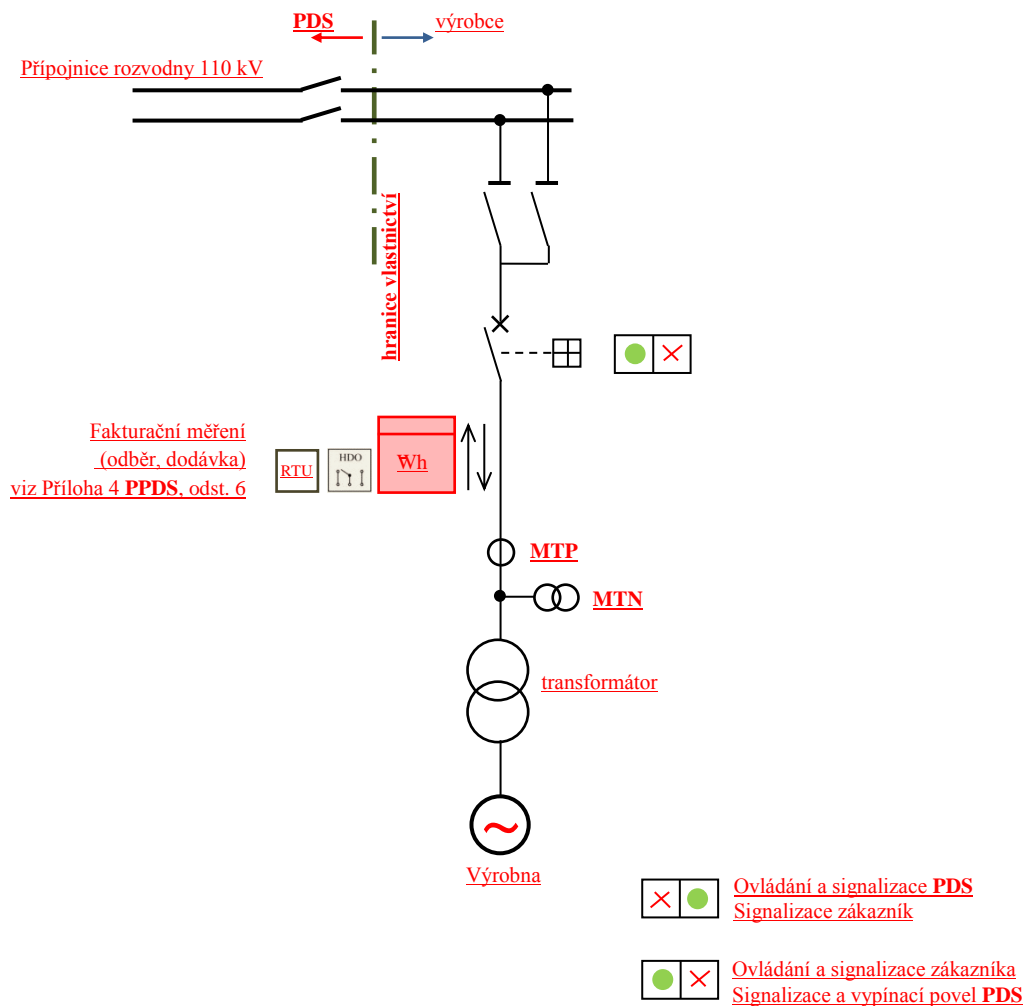 PDS
výrobce
Přípojnice rozvodny 110 kV
hranice vlastnictví
Fakturační měření
(odběr, dodávka)
viz Příloha 4 PPDS, odst. 6
RTU
HDO
Wh
MTP
MTN
transformátor
Výrobna
Ovládání a signalizace PDS
Signalizace zákazník
Ovládání a signalizace zákazníka
Signalizace a vypínací povel PDS